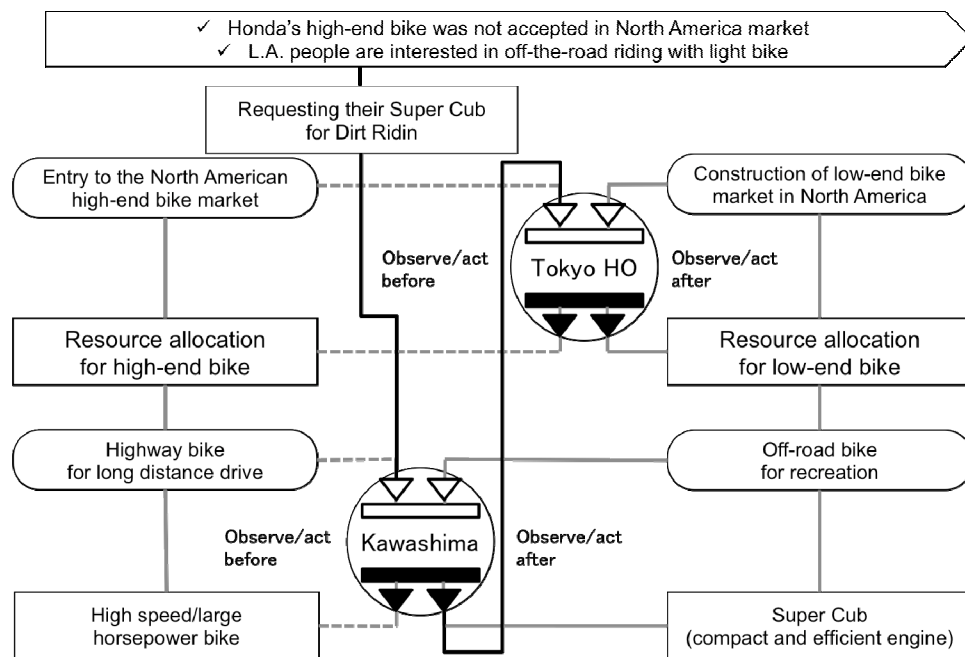 ✓ Honda's high-end bike was not accepted in North America market
✓ L.A. people are interested in off-the-road riding with light bike
Requesting their Super Cub
for Dirt Ridin
Entry to the North American
high-end bike market
Construction of low-end bike
market in North America
Observe/act
before
Tokyo HO
Observe/act
after
Resource allocation
for high-end bike
Resource allocation
for low-end bike
Highway bike
for long distance drive
Off-road bike
for recreation
Observe/act
before
Kawashima
Observe/act
after
High speed/large
horsepower bike
Super Cub
(compact and efficient engine)